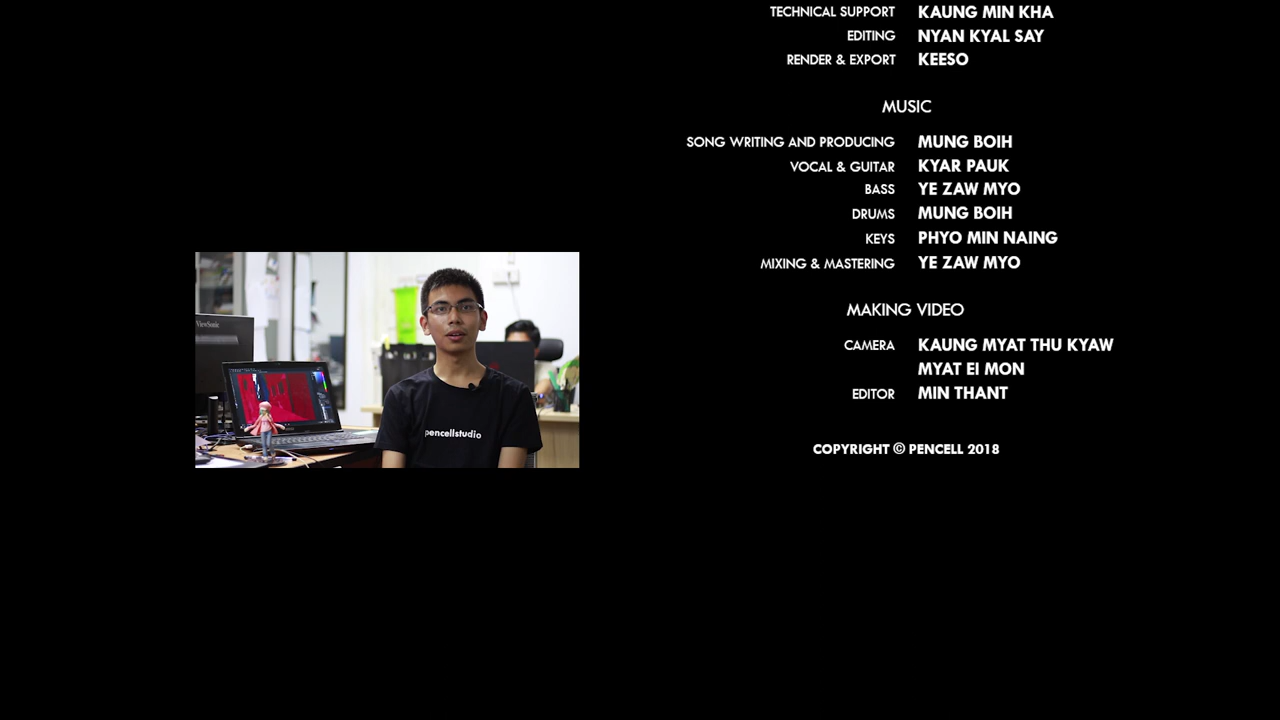 TECHNICAL SUPPORT KAUNG MIN KHA
EDITING NYAN KYAL SAY
RENDER & EXPORT KEESO
MUSIC
SONG WRITING AND PRODUCING MUNG BOIH
VOCAL & GUITAR KYAR PAUK
BASS YE ZAW MYO
DRUMS MUNG BOIH
KEYS PHYO MIN NAING
MIXING & MASTERING YE ZAW MYO
MAKING VIDEO
CAMERA KAUNG MYAT THU KYAW
MYAT EI MON
EDITOR MIN THANT
COPYRIGHT © PENCELL 2018
ViewSonic
pencellstudio